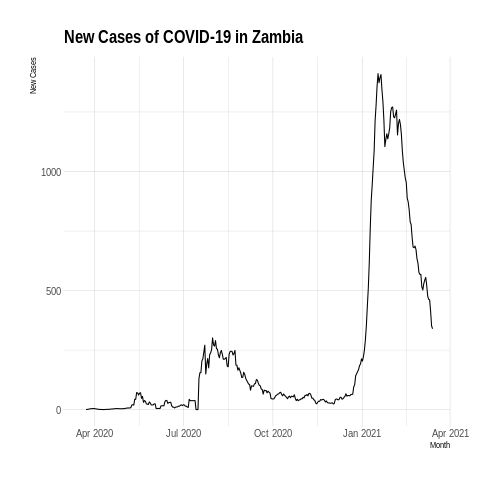 New Cases of COVID-19 in Zambia
New Cases
1000
500
0
Apr 2020 Jul 2020 Oct 2020 Jan 2021 Apr 2021
Month